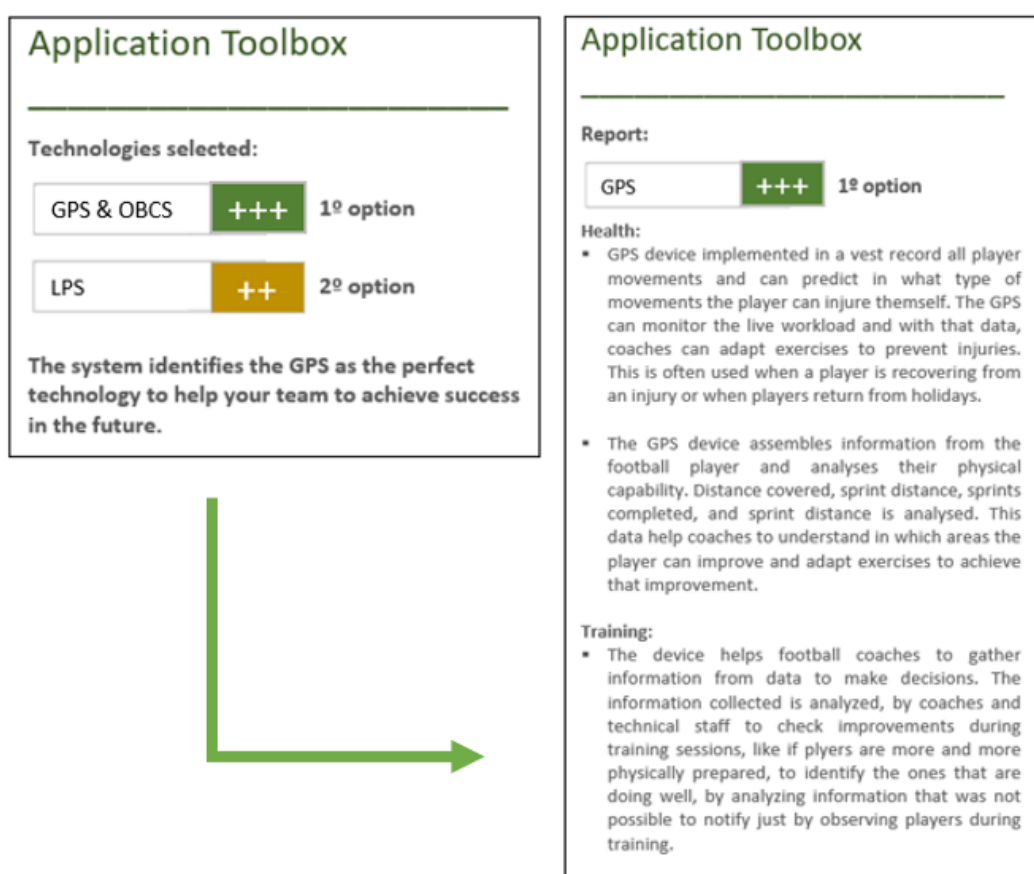 Application Toolbox
Technologies selected:
GPS & OBCS +++ 1º option
LPS ++ 2º option
The system identifies the GPS as the perfect
technology to help your team to achieve success
in the future.
Application Toolbox
Report:
GPS +++ 1º option
Health:
▪ GPS device implemented in a vest record all player
movements and can predict in what type of
movements the player can injure themself. The GPS
can monitor the live workload and with that data,
coaches can adapt exercises to prevent injuries.
This is often used when a player is recovering from
an injury or when players return from holidays.
▪ The GPS device assembles information from the
football player and analyses their physical
capability. Distance covered, sprint distance, sprints
completed, and sprint distance is analysed. This
data help coaches to understand in which areas the
player can improve and adapt exercises to achieve
that improvement.
Training:
▪ The device helps football coaches to gather
information from data to make decisions. The
information collected is analyzed, by coaches and
technical staff to check improvements during
training sessions, like if plyers are more and more
physically prepared, to identify the ones that are
doing well, by analyzing information that was not
possible to notify just by observing players during
training.